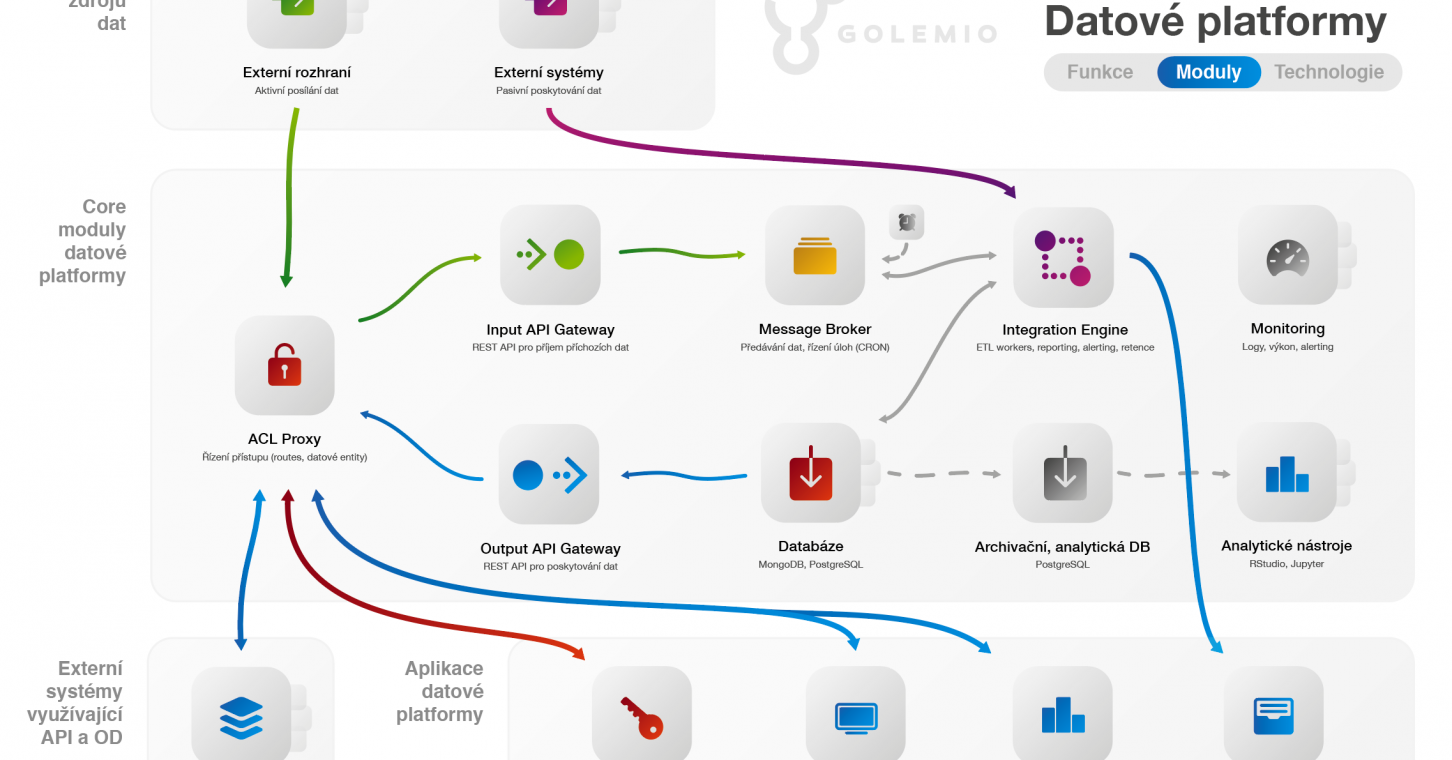 zdrojů
dat
Externí rozhraní
Aktivní posílání dat
Externí systémy
Pasivní poskytování dat
GOLEMIO
Datové platformy
Funkce
Moduly
Technologie
Core
moduly
datové
platformy
Input API Gateway
REST API pro příjem příchozích dat
Message Broker
Předávání dat, řízení úloh (CRON)
Integration Engine
ETL workers, reporting, alerting, retence
Monitoring
Logy, výkon, alerting
ACL Proxy
Řízení přístupu (routes, datové entity)
Output API Gateway
REST API pro poskytování dat
Databáze
MongoDB, PostgreSQL
Archivační, analytická DB
PostgreSQL
Analytické nástroje
RStudio, Jupyter
Externí
systémy
využívající
API a OD
Aplikace
datové
platformy